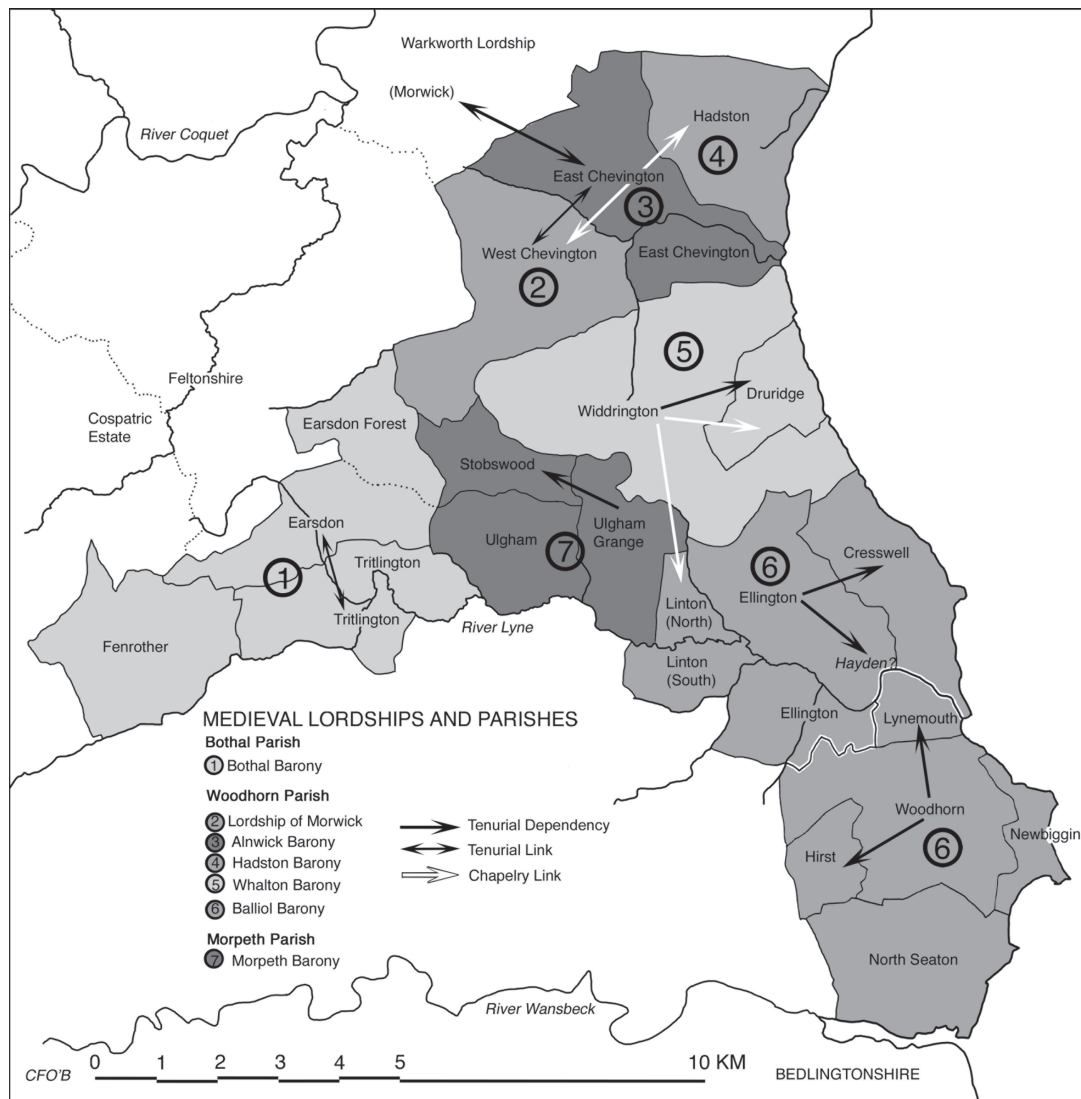 Warkworth Lordship
(Morwick)
River Coquet
Hadston
4
East Chevington
3
West Chevington
East Chevington
2
5
Feltonshire
Druridge
Widdrington
Cospatric
Estate
Earsdon Forest
Stobswood
Earsdon
Ulgham
Ulgham
Grange
Cresswell
7
6
1
Tritlington
Ellington
Linton
(North)
Tritlington
River Lyne
Fenrother
Hayden?
Linton
(South)
Ellington
Lynemouth
MEDIEVAL LORDSHIPS AND PARISHES
Bothal Parish
1 Bothal Barony
Woodhorn Parish
2 Lordship of Morwick
3 Alnwick Barony
4 Hadston Barony
5 Whalton Barony
6 Balliol Barony
Morpeth Parish
7 Morpeth Barony
Tenurial Dependency
Tenurial Link
Chapelry Link
Woodhorn
Newbiggin
Hirst
6
North Seaton
River Wansbeck
0 1 2 3 4 5 10 KM
CFO'B
BEDLINGTONSHIRE